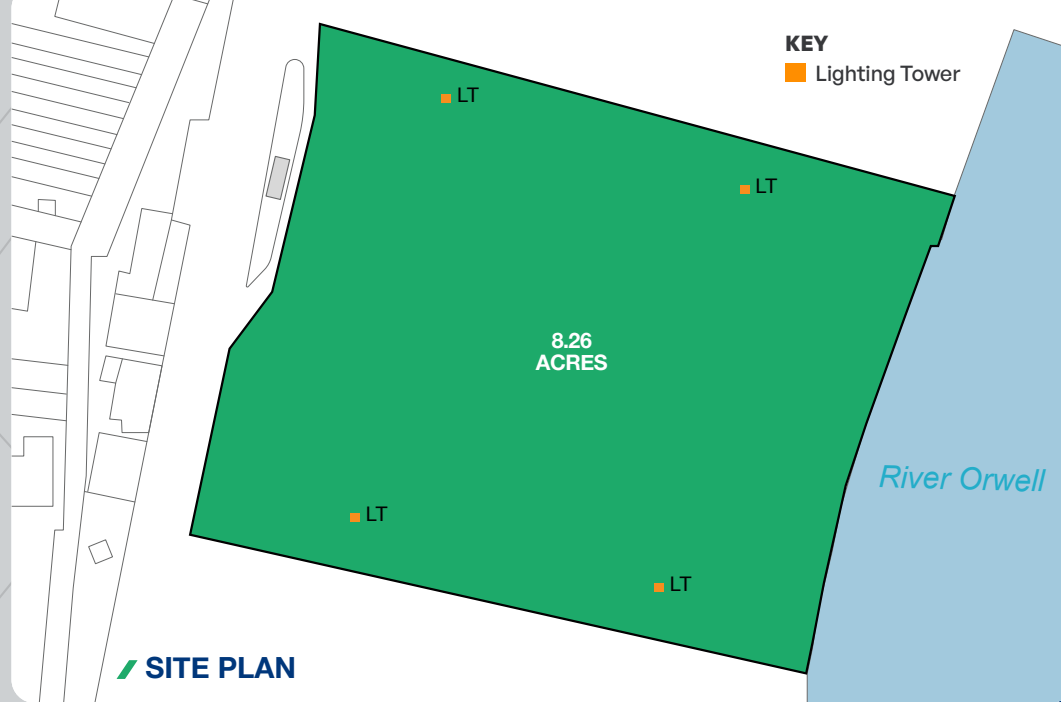 KEY
Lighting Tower
LT
LT
8.26
ACRES
River Orwell
LT
LT
SITE PLAN